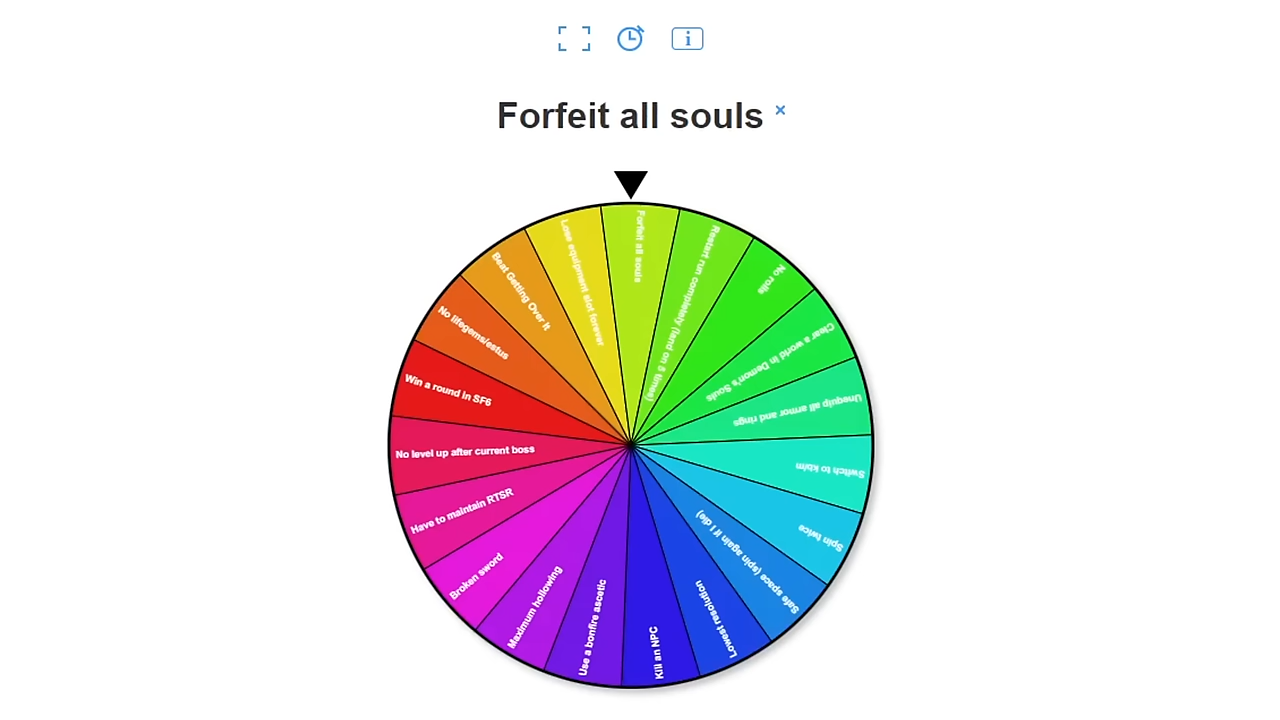 Forfeit all souls ×
Forfeit all souls
Restart run completely (land on 5 times)
No rolls
Clear a world in Demon's Souls
Unequip all armor and rings
Switch to kb/m
Spin twice
Safe space (spin again if I die)
Lowest resolution
Kill an NPC
Use a bonfire ascetic
Maximum hollowing
Broken sword
Have to maintain RTSR
No level up after current boss
Win a round in SF6
No lifegems/estus
Beat Getting Over It
Lose equipment slot forever